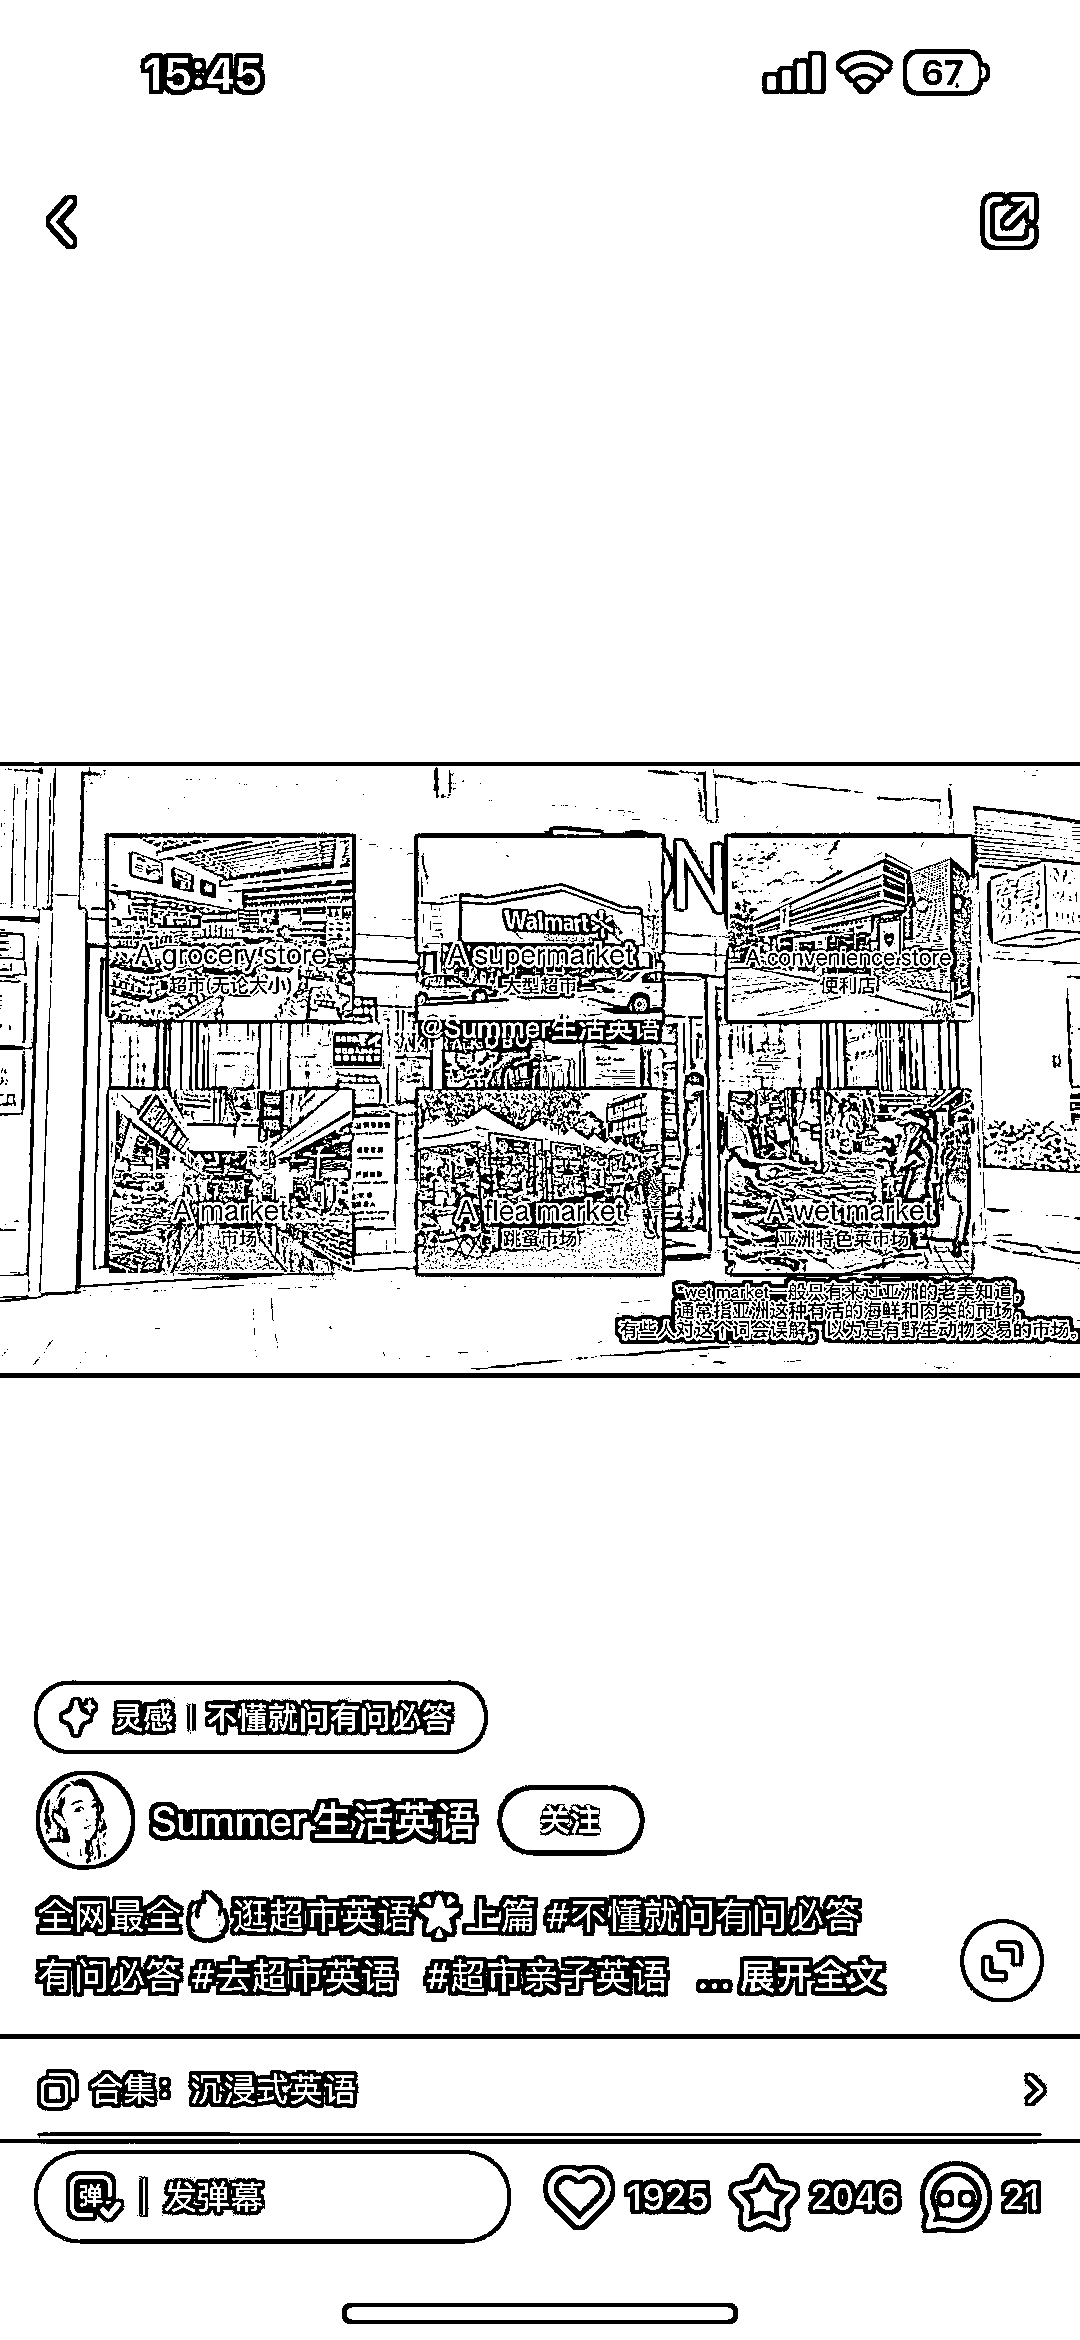 15:45
67
ON
Walmart
A grocery store
超市(无论大小)
A supermarket
大型超市
A convenience store
便利店
@Summer生活英语
A market
市场
A flea market
跳蚤市场
A wet market
亚洲特色菜市场
*wet market一般只有来过亚洲的老美知道,
通常指亚洲这种有活的海鲜和肉类的市场,
有些人对这个词会误解,以为是有野生动物交易的市场。
灵感 | 不懂就问有问必答
Summer生活英语
关注
全网最全🔥逛超市英语🌟上篇 #不懂就问有问必答
有问必答 #去超市英语 #超市亲子英语 ... 展开全文
合集：沉浸式英语
弹 | 发弹幕
1925
2046
21